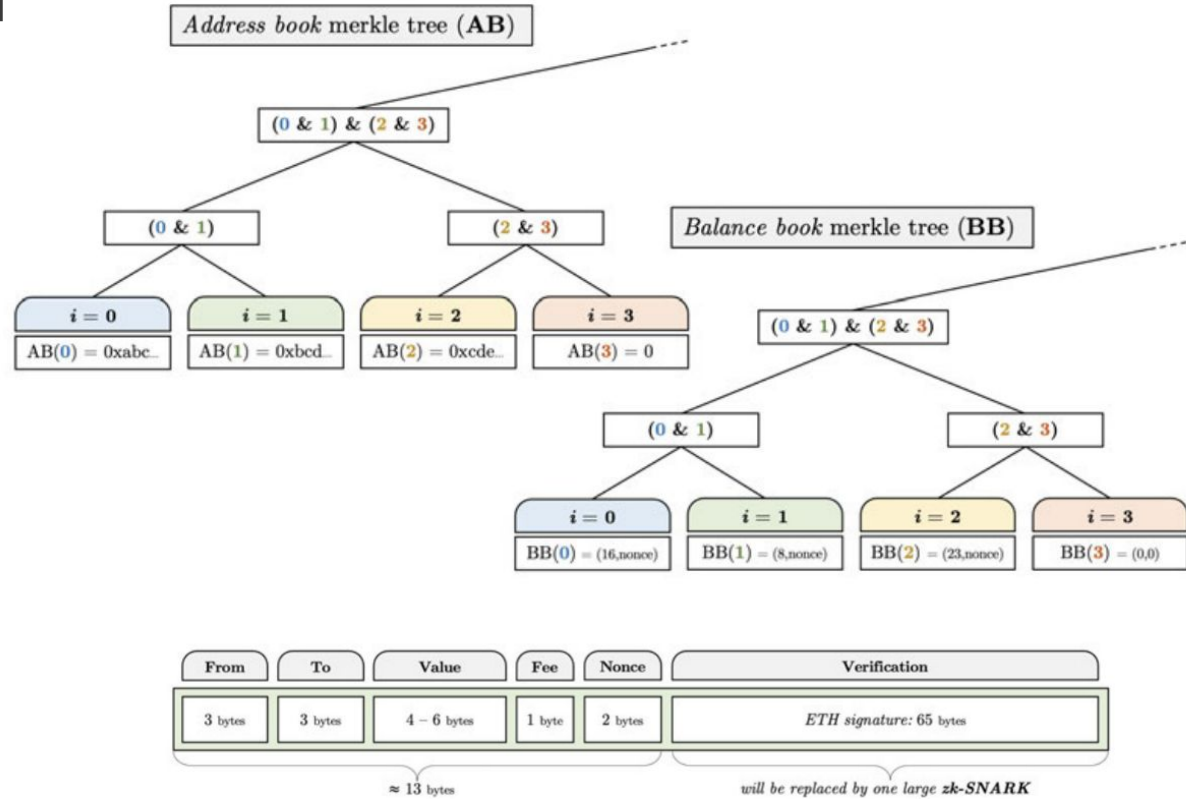 Address book merkle tree (AB)
(0 & 1) & (2 & 3)
(0 & 1)
(2 & 3)
i = 0
i = 1
i = 2
i = 3
AB(0) = 0xabc...
AB(1) = 0xbcd...
AB(2) = 0xcde...
AB(3) = 0
Balance book merkle tree (BB)
(0 & 1) & (2 & 3)
(0 & 1)
(2 & 3)
i = 0
i = 1
i = 2
i = 3
BB(0) = (16,nonce)
BB(1) = (8,nonce)
BB(2) = (23,nonce)
BB(3) = (0,0)
From
To
Value
Fee
Nonce
Verification
3 bytes
3 bytes
4 – 6 bytes
1 byte
2 bytes
ETH signature: 65 bytes
≈ 13 bytes
will be replaced by one large zk-SNARK